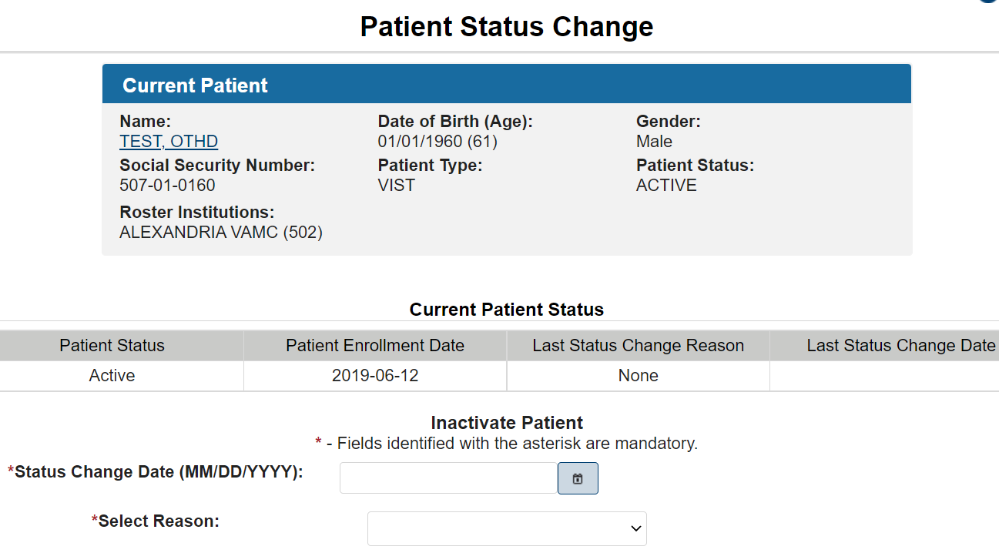 Patient Status Change
Current Patient
Name: Date of Birth (Age): Gender:
TEST, OTHD 01/01/1960 (61) Male
Social Security Number: Patient Type: Patient Status:
507-01-0160 VIST ACTIVE
Roster Institutions:
ALEXANDRIA VAMC (502)
Current Patient Status
Patient Status Patient Enrollment Date Last Status Change Reason Last Status Change Date
Active 2019-06-12 None
Inactivate Patient
* - Fields identified with the asterisk are mandatory.
*Status Change Date (MM/DD/YYYY):
*Select Reason: